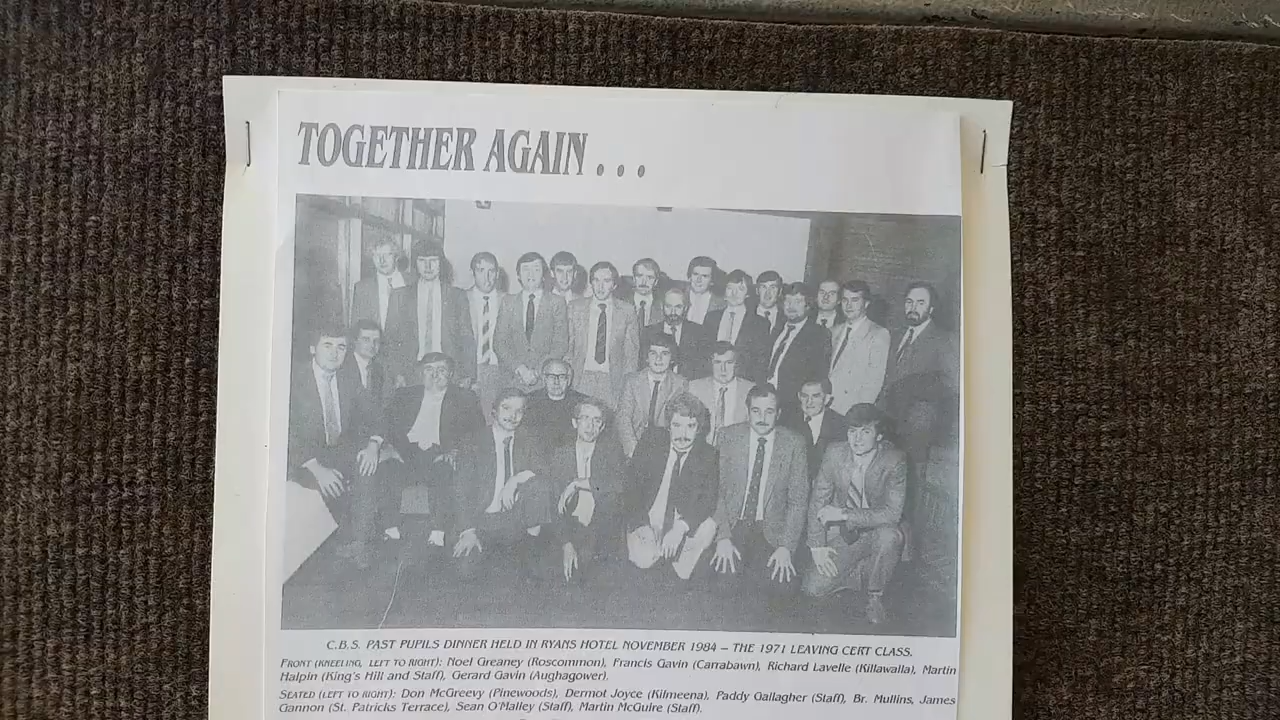 TOGETHER AGAIN . . .
C.B.S. PAST PUPILS DINNER HELD IN RYANS HOTEL NOVEMBER 1984 – THE 1971 LEAVING CERT CLASS.
FRONT (KNEELING, LEFT TO RIGHT): Noel Greaney (Roscommon), Francis Gavin (Carrabawn), Richard Lavelle (Killawalla), Martin
Halpin (King's Hill and Staff), Gerard Gavin (Aughagower).
SEATED (LEFT TO RIGHT): Don McGreevy (Pinewoods), Dermot Joyce (Kilmeena), Paddy Gallagher (Staff), Br. Mullins, James
Gannon (St. Patricks Terrace), Sean O'Malley (Staff), Martin McGuire (Staff).